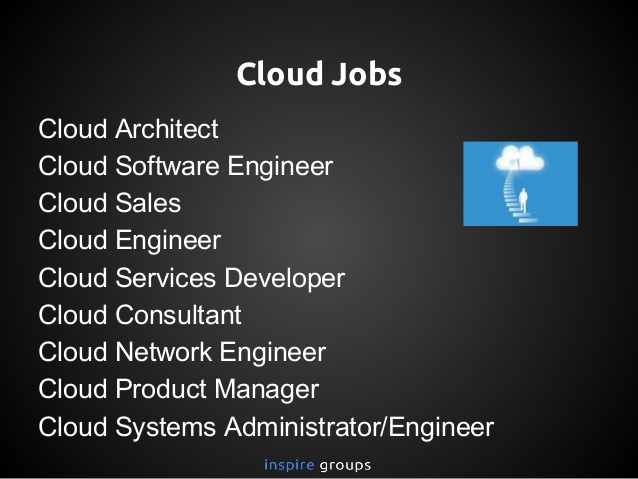 Cloud Jobs
Cloud Architect
Cloud Software Engineer
Cloud Sales
Cloud Engineer
Cloud Services Developer
Cloud Consultant
Cloud Network Engineer
Cloud Product Manager
Cloud Systems Administrator/Engineer
inspire groups